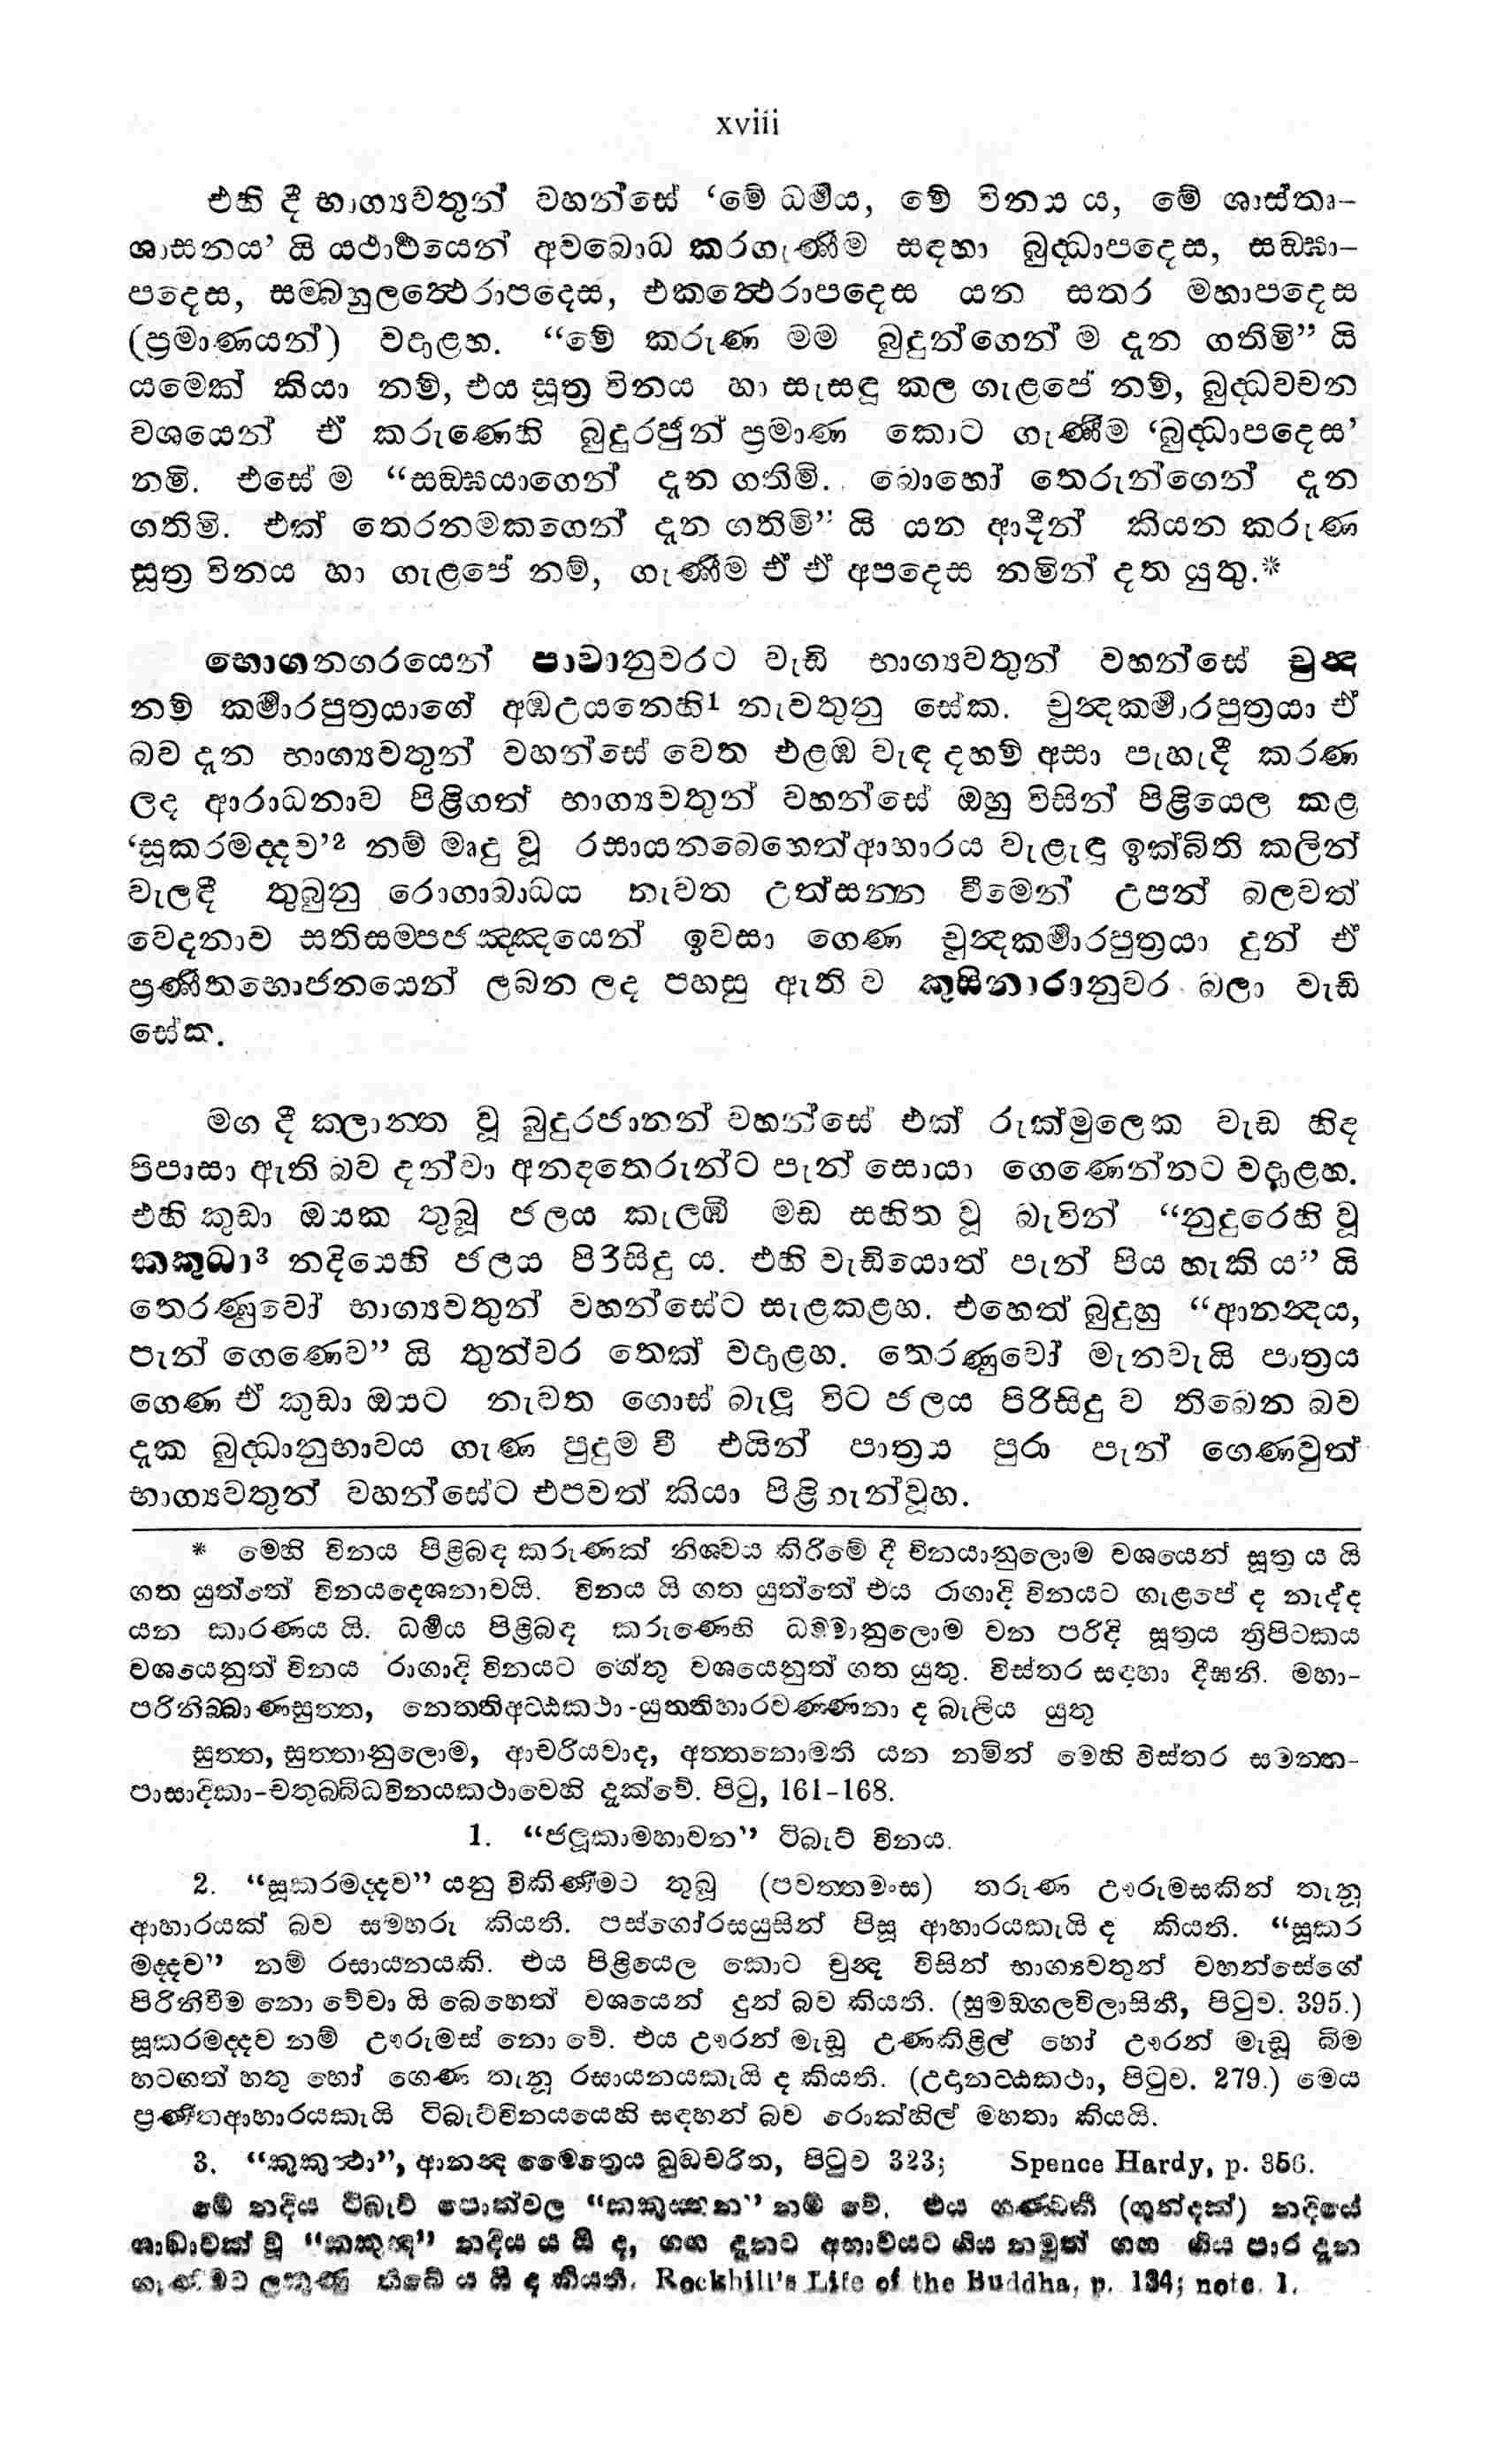 xviii
එහි දී භාග්‍යවතුන් වහන්සේ ‘මේ ධර්‍මය, මේ විනය ය, මේ ශාස්තෘ-
ශාසනය’ යි යථාර්‍ථයෙන් අවබොධ කරගැණීම සඳහා බුද්ධාපදෙස, සඞ්ඝා-
පදෙස, සම්බහුලත්ථෙරාපදෙස, එකත්ථෙරාපදෙස යන සතර මහාපදෙස
(ප්‍රමාණයන්) වදාළහ. “මේ කරුණ මම බුදුන්ගෙන් ම දැන ගතිමි” යි
යමෙක් කියා නම්, එය සූත්‍ර විනය හා සැසඳූ කල ගැළපේ නම්, බුද්ධවචන
වශයෙන් ඒ කරුණෙහි බුදුරජුන් ප්‍රමාණ කොට ගැණීම ‘බුද්ධාපදෙස’
නමි. එසේ ම “සඞ්ඝයාගෙන් දැන ගතිමි. බොහෝ තෙරුන්ගෙන් දැන
ගතිමි. එක් තෙරනමකගෙන් දැන ගතිමි” යි යන ආදීන් කියන කරුණ
සූත්‍ර විනය හා ගැළපේ නම්, ගැණීම ඒ ඒ අපදෙස නමින් දත යුතු.*
භොගනගරයෙන් පාවානුවරට වැඩි භාග්‍යවතුන් වහන්සේ චුන්‍ද
නම් කර්‍මාරපුත්‍රයාගේ අඹඋයනෙහි¹ නැවතුනු සේක. චුන්‍දකර්‍මාරපුත්‍රයා ඒ
බව දැන භාග්‍යවතුන් වහන්සේ වෙත එළඹ වැඳ දහම් අසා පැහැදී කරණ
ලද ආරාධනාව පිළිගත් භාග්‍යවතුන් වහන්සේ ඔහු විසින් පිළියෙල කළ
‘සූකරමද්දව’² නම් මෘදු වූ රසායනබෙහෙත්ආහාරය වැළැඳූ ඉක්බිති කලින්
වැලඳී තුබුනු රොගාබාධය නැවත උත්සන්න වීමෙන් උපන් බලවත්
වෙදනාව සතිසම්පජඤ්ඤයෙන් ඉවසා ගෙණ චුන්‍දකර්‍මාරපුත්‍රයා දුන් ඒ
ප්‍රණීතභොජනයෙන් ලබන ලද පහසු ඇති ව කුසිනාරානුවර බලා වැඩි
සේක.
මග දී ක්ලාන්ත වූ බුදුරජානන් වහන්සේ එක් රුක්මුලෙක වැඩ හිඳ
පිපාසා ඇති බව දන්වා අනඳතෙරුන්ට පැන් සොයා ගෙණෙන්නට වදාළහ.
එහි කුඩා ඔයක තුබූ ජලය කැලඹී මඩ සහිත වූ බැවින් “නුදුරෙහි වූ
කකුධා³ නදියෙහි ජලය පිරිසිදු ය. එහි වැඩියොත් පැන් පිය හැකි ය” යි
තෙරණුවෝ භාග්‍යවතුන් වහන්සේට සැළකළහ. එහෙත් බුදුහු “ආනන්‍දය,
පැන් ගෙණෙව” යි තුන්වර තෙක් වදාළහ. තෙරණුවෝ මැනවැයි පාත්‍රය
ගෙණ ඒ කුඩා ඔයට නැවත ගොස් බැලූ විට ජලය පිරිසිදු ව තිබෙන බව
දැක බුද්ධානුභාවය ගැණ පුදුම වී එයින් පාත්‍රය පුරා පැන් ගෙණවුත්
භාග්‍යවතුන් වහන්සේට එපවත් කියා පිළිගැන්වූහ.
* මෙහි විනය පිළිබඳ කරුණක් නිශ්චය කිරීමේ දී විනයානුලොම වශයෙන් සූත්‍ර ය යි
ගත යුත්තේ විනයදෙශනාවයි. විනය යි ගත යුත්තේ එය රාගාදි විනයට ගැළපේ ද නැද්ද
යන කාරණය යි. ධර්‍මය පිළිබඳ කරුණෙහි ධම්මානුලොම වන පරිදි සූත්‍රය ත්‍රිපිටකය
වශයෙනුත් විනය රාගාදි විනයට හේතු වශයෙනුත් ගත යුතු. විස්තර සඳහා දීඝනි. මහා-
පරිනිබ්බාණසුත්ත, නෙත්තිඅට්ඨකථා-යුත්තිහාරවණ්ණනා ද බැලිය යුතු
සුත්ත, සුත්තානුලොම, ආචරියවාද, අත්තනොමති යන නමින් මෙහි විස්තර සමන්ත-
පාසාදිකා-චතුබ්බිධවිනයකථාවෙහි දැක්වේ. පිටු, 161-168.
1. “ජලූකාමහාවන” ටිබැට් විනය.
2. “සූකරමද්දව” යනු විකිණීමට තුබූ (පවත්තමංස) තරුණ ඌරුමසකින් තැනූ
ආහාරයක් බව සමහරු කියති. පස්ගෝරසයුසින් පිසූ ආහාරයකැයි ද කියති. “සූකර
මද්දව” නම් රසායනයකි. එය පිළියෙල කොට චුන්‍ද විසින් භාග්‍යවතුන් වහන්සේගේ
පිරිනිවීම නො වේවා යි බෙහෙත් වශයෙන් දුන් බව කියති. (සුමඞ්ගලවිලාසිනී, පිටුව. 395.)
සූකරමද්දව නම් ඌරුමස් නො වේ. එය ඌරන් මැඩූ උණකිළිල් හෝ ඌරන් මැඩූ බිම
හටගත් හතු හෝ ගෙණ තැනූ රසායනයකැයි ද කියති. (උදානට්ඨකථා, පිටුව. 279.) මෙය
ප්‍රණීතආහාරයකැයි ටිබැට්විනයයෙහි සඳහන් බව රොක්හිල් මහතා කියයි.
3. “කුකුත්ථා”, ආනන්‍ද මෛත්‍රෙය බුද්ධචරිත, පිටුව 323; Spence Hardy, p. 356.
මේ නදිය ටිබැට් පොත්වල නම් වේ. එය ගණ්ඩකී (ගුන්දක්) නදියේ
ශාඛාවක් වූ නදිය ය යි ද, ගඟ දැනට අභාවයට ගිය නමුත් ගඟ ගිය පාර දැන
ගැණීමට ලකුණු තිබේ ය යි ද කියති. Rockhill's Life of the Buddha, p. 134; note. 1.